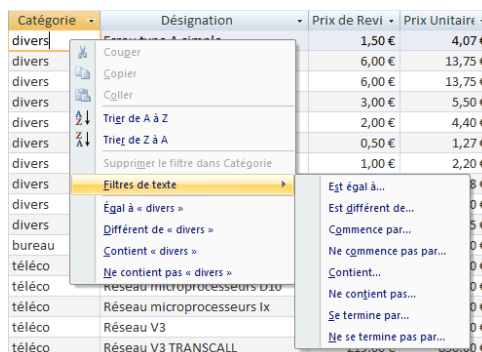 Catégorie Désignation Prix de Revi Prix Unitaire
divers 1,50 € 4,07
divers 6,00 € 13,75
divers 6,00 € 13,75
divers 3,00 € 5,50
divers 2,00 € 4,40
divers 0,50 € 1,27
divers 1,00 € 2,20
divers
divers
divers
divers
bureau
téléco
téléco Réseau microprocesseurs D10
téléco Réseau microprocesseurs Ix
téléco Réseau V3
téléco Réseau V3 TRANSCALL
Couper
Copier
Coller
Trier de A à Z
Trier de Z à A
Supprimer le filtre dans Catégorie
Filtres de texte
Égal à « divers »
Différent de « divers »
Contient « divers »
Ne contient pas « divers »
Est égal à...
Est différent de...
Commence par...
Ne commence pas par...
Contient...
Ne contient pas...
Se termine par...
Ne se termine pas par...